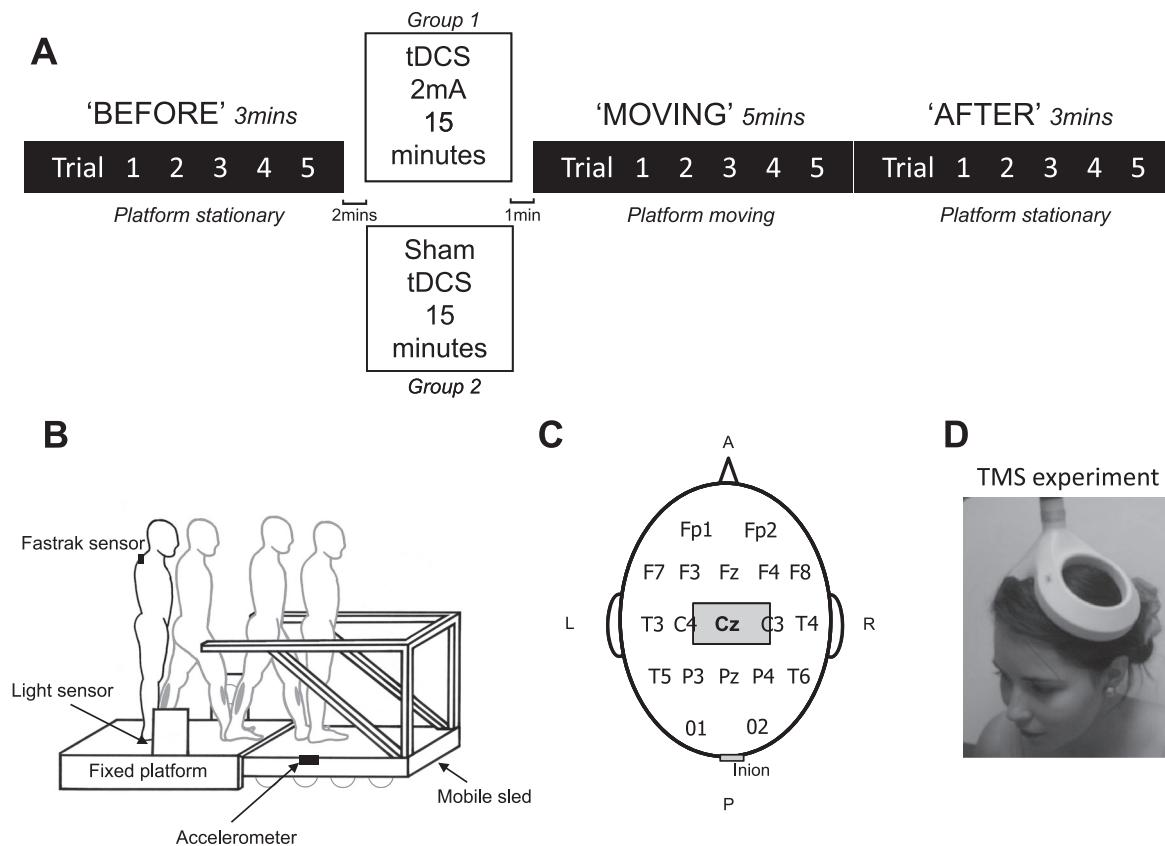 A
Group 1
tDCS
2mA
15
minutes
'BEFORE' 3mins
Trial 1 2 3 4 5
Platform stationary
2mins
1min
'MOVING' 5mins
Trial 1 2 3 4 5
Platform moving
'AFTER' 3mins
Trial 1 2 3 4 5
Platform stationary
Sham
tDCS
15
minutes
Group 2
B
Fastrak sensor
Light sensor
Fixed platform
Accelerometer
Mobile sled
C
A
Fp1 Fp2
F7 F3 Fz F4 F8
L T3 C4 Cz C3 T4 R
T5 P3 Pz P4 T6
01 02
Inion
P
D
TMS experiment